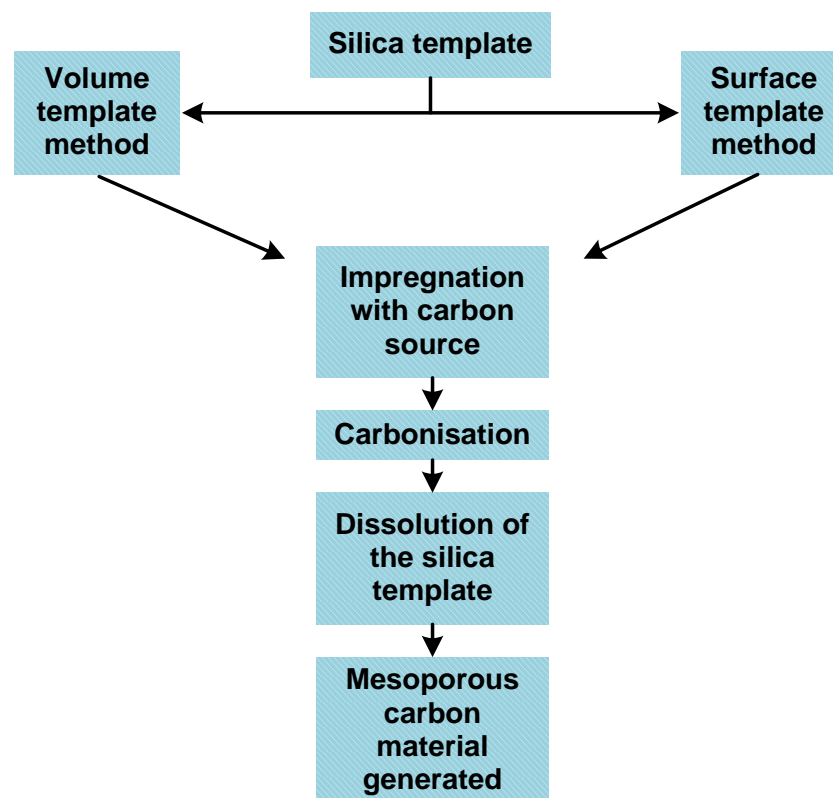 Silica template
Volume
template
method
Surface
template
method
Impregnation
with carbon
source
Carbonisation
Dissolution of
the silica
template
Mesoporous
carbon
material
generated